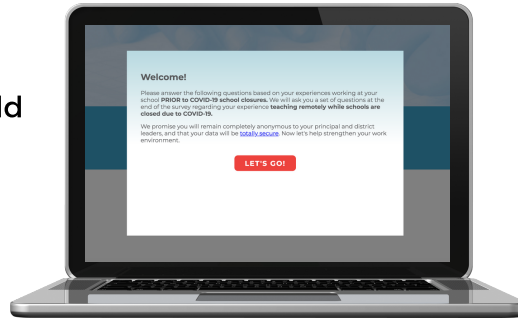 Welcome!
Please answer the following questions based on your experiences working at your
school PRIOR to COVID-19 school closures. We will ask you a set of questions at the
end of the survey regarding your experience teaching remotely while schools are
closed due to COVID-19.
We promise you will remain completely anonymous to your principal and district
leaders, and that your data will be totally secure. Now let's help strengthen your work
environment.
LET'S GO!